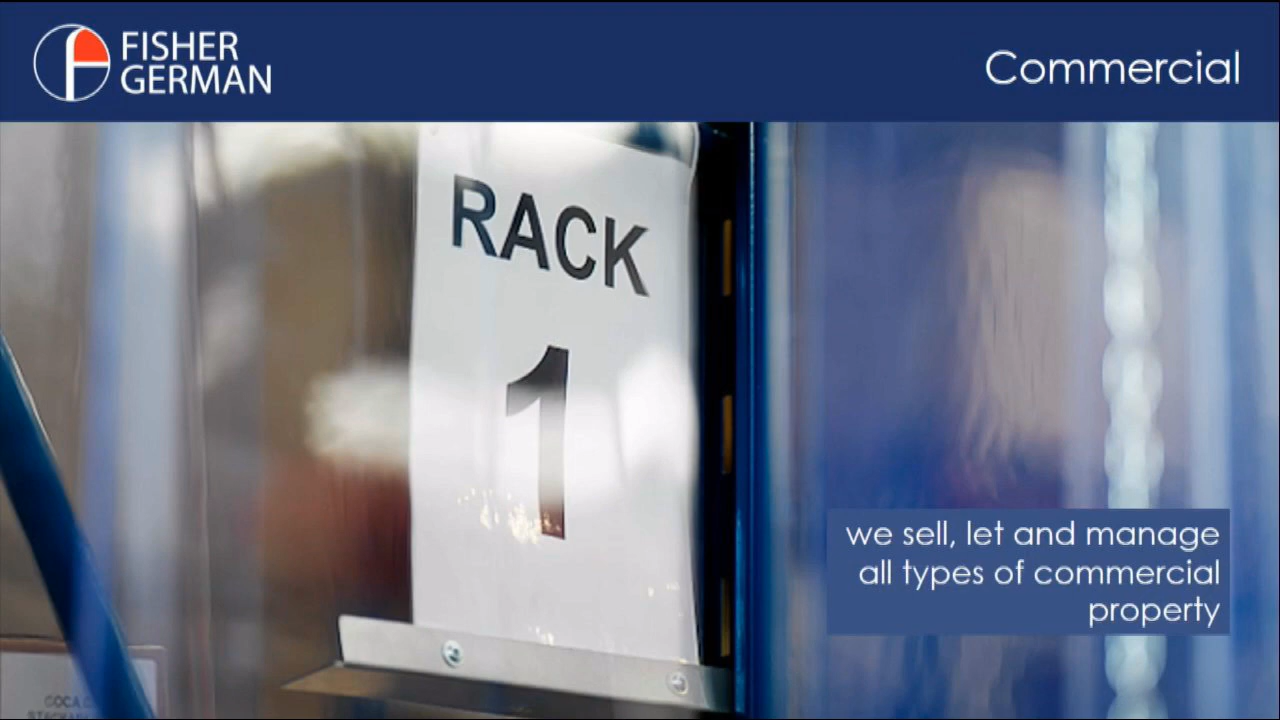 FISHER
GERMAN
Commercial
RACK
1
we sell, let and manage
all types of commercial
property